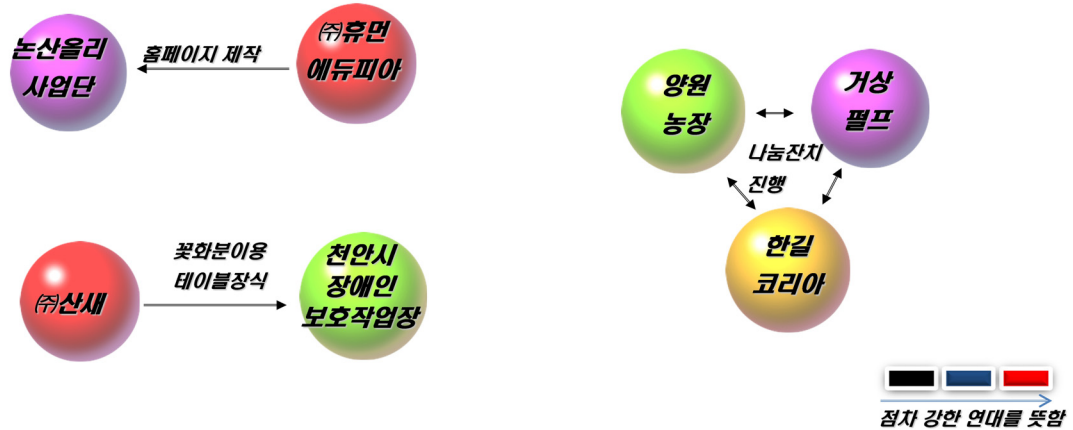 논산올리
사업단
홈페이지 제작
㈜휴먼
에듀피아
양원
농장
거상
펄프
나눔잔치
진행
한길
코리아
㈜산새
꽃화분이용
테이블장식
천안시
장애인
보호작업장
점차 강한 연대를 뜻함